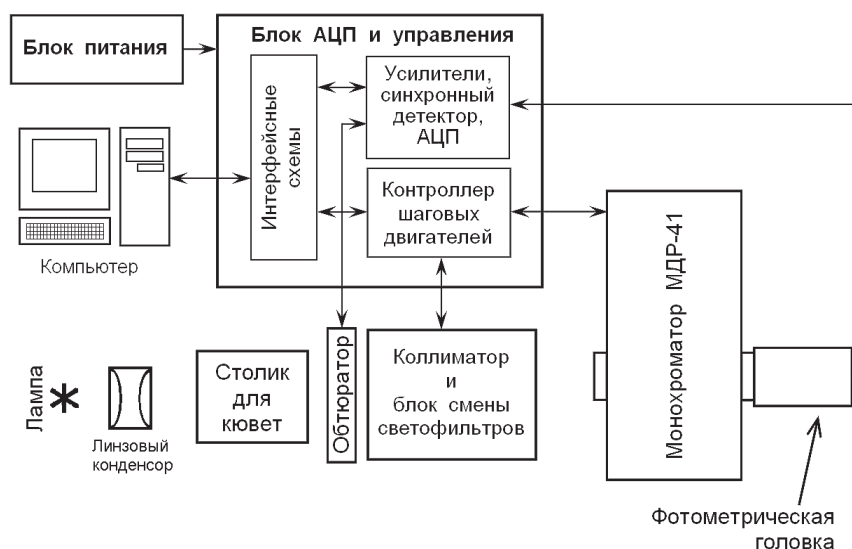 Блок питания
Блок АЦП и управления
Усилители,
синхронный
детектор,
АЦП
Интерфейсные
схемы
Контроллер
шаговых
двигателей
Компьютер
Монохроматор МДР-41
Лампа
Линзовый
конденсор
Столик
для
кювет
Обтюратор
Коллиматор
и
блок смены
светофильтров
Фотометрическая
головка